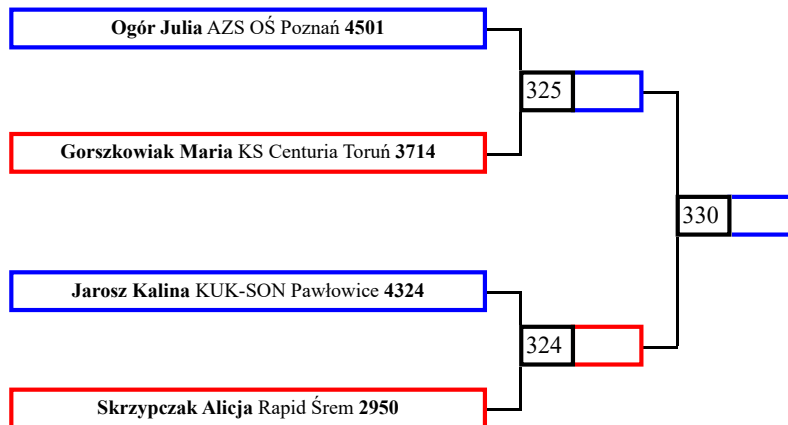 Ogór Julia AZS OŚ Poznań 4501
325
Gorszkowiak Maria KS Centuria Toruń 3714
330
Jarosz Kalina KUK-SON Pawłowice 4324
324
Skrzypczak Alicja Rapid Śrem 2950